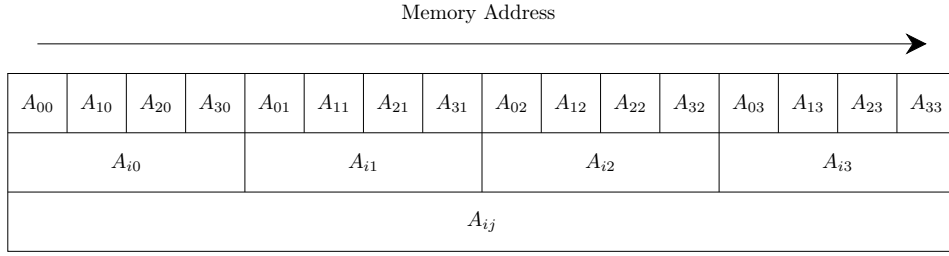 Memory Address
A₀₀ A₁₀ A₂₀ A₃₀ A₀₁ A₁₁ A₂₁ A₃₁ A₀₂ A₁₂ A₂₂ A₃₂ A₀₃ A₁₃ A₂₃ A₃₃
Aᵢ₀ Aᵢ₁ Aᵢ₂ Aᵢ₃
Aᵢⱼ